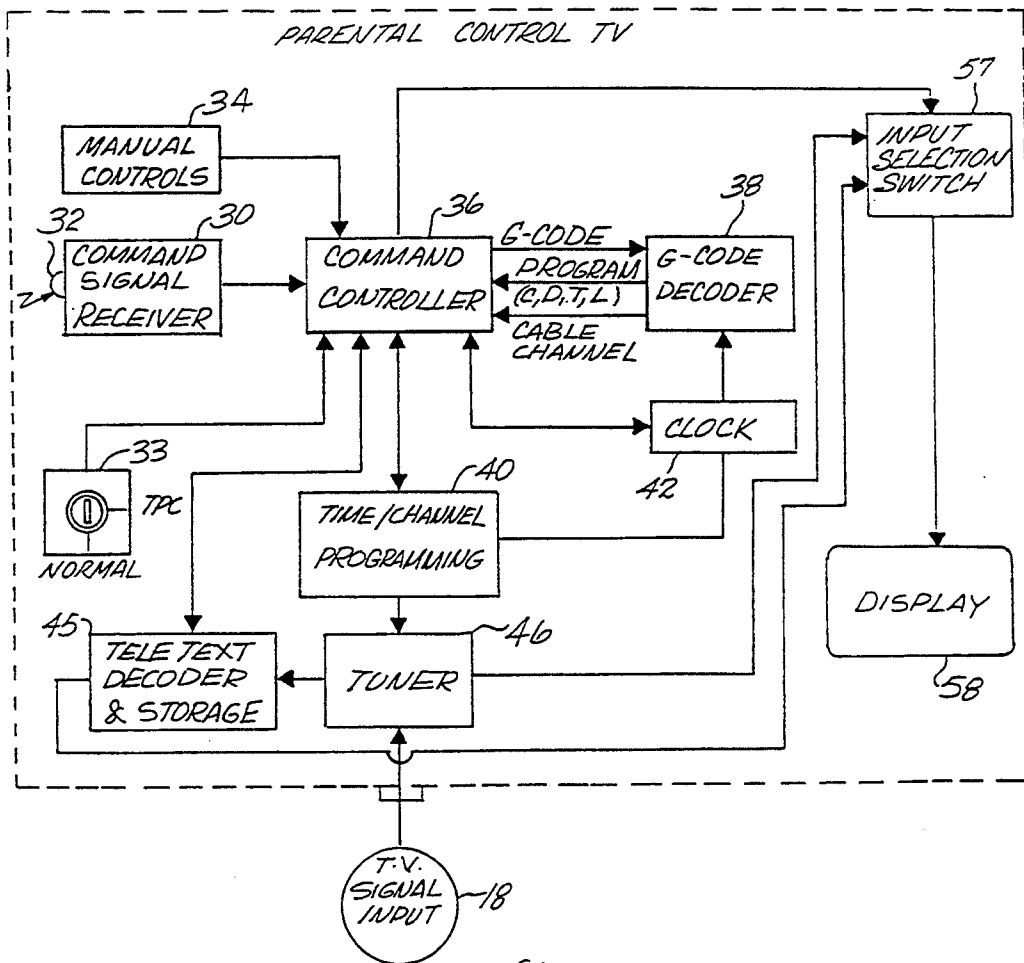 PARENTAL CONTROL TV
57
34
MANUAL
CONTROLS
INPUT
SELECTION
SWITCH
32
30
COMMAND
SIGNAL
RECEIVER
36
COMMAND
CONTROLLER
G-CODE
PROGRAM
(C,D,T,L)
CABLE
CHANNEL
38
G-CODE
DECODER
CLOCK
42
33
TPC
NORMAL
40
TIME/CHANNEL
PROGRAMMING
DISPLAY
58
45
TELE TEXT
DECODER
& STORAGE
46
TUNER
T.V.
SIGNAL
INPUT
18